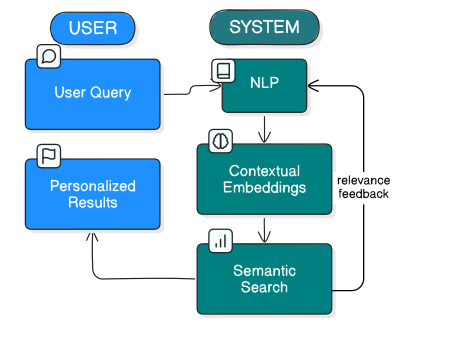 USER
SYSTEM
User Query
NLP
Personalized
Results
Contextual
Embeddings
relevance
feedback
Semantic
Search